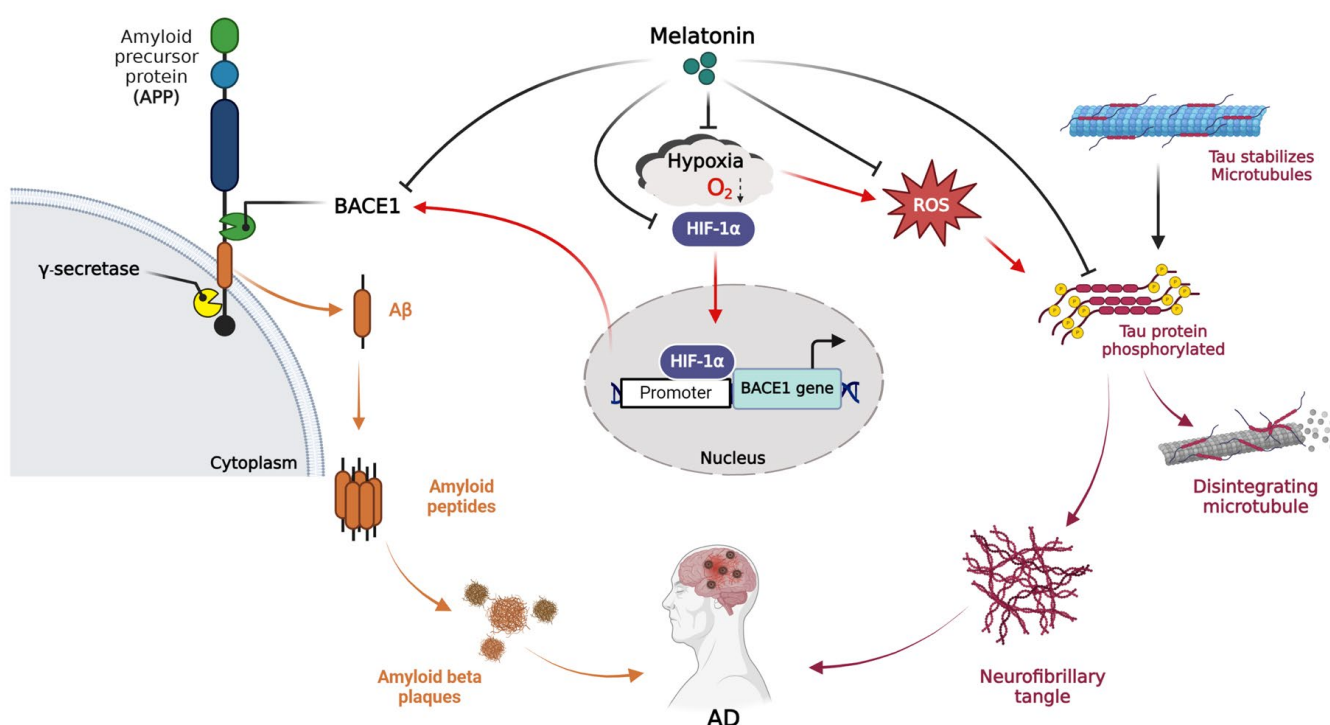 Amyloid
precursor
protein
(APP)
Melatonin
Hypoxia
O₂
HIF-1α
ROS
Tau stabilizes
Microtubules
BACE1
γ-secretase
Aβ
P P P P P P P P P P P P
Tau protein
phosphorylated
HIF-1α
Promoter
BACE1 gene
Nucleus
Cytoplasm
Amyloid
peptides
Disintegrating
microtubule
Amyloid beta
plaques
Neurofibrillary
tangle
AD